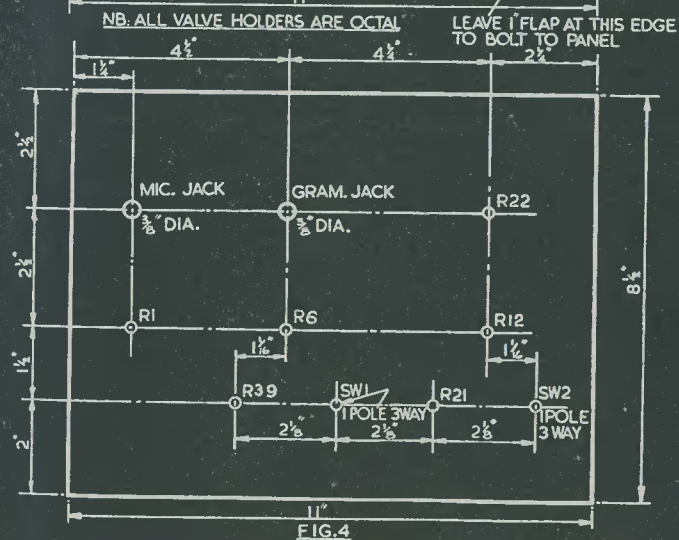 NB: ALL VALVE HOLDERS ARE OCTAL
LEAVE 1" FLAP AT THIS EDGE
TO BOLT TO PANEL
4½" 4¼" 2¼"
1¼"
2½"
MIC. JACK GRAM. JACK R22
⅜" DIA. ⅜" DIA.
2½"
8½"
R1 R6 R12
1¹⁄₁₆" 1¹⁄₁₆"
1½"
R39 SW1 R21 SW2
1 POLE 3WAY 1 POLE
3 WAY
2⅛" 2⅛" 2⅛"
2"
11"
FIG.4